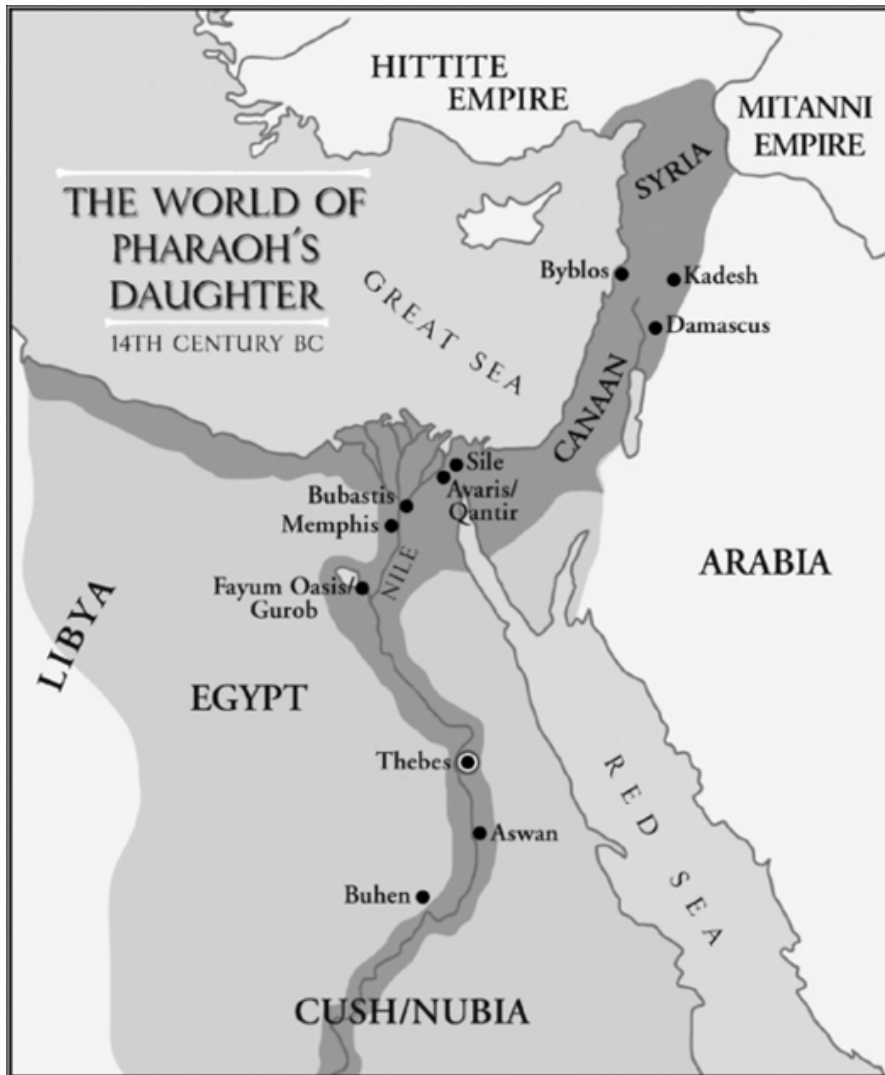 HITTITE
EMPIRE
MITANNI
EMPIRE
THE WORLD OF
PHARAOH'S
DAUGHTER
14TH CENTURY BC
SYRIA
GREAT SEA
Byblos
Kadesh
Damascus
CANAAN
Sile
Avaris/
Qantir
Bubastis
Memphis
NILE
Fayum Oasis/
Gurob
ARABIA
LIBYA
EGYPT
Thebes
RED SEA
Aswan
Buhen
CUSH/NUBIA